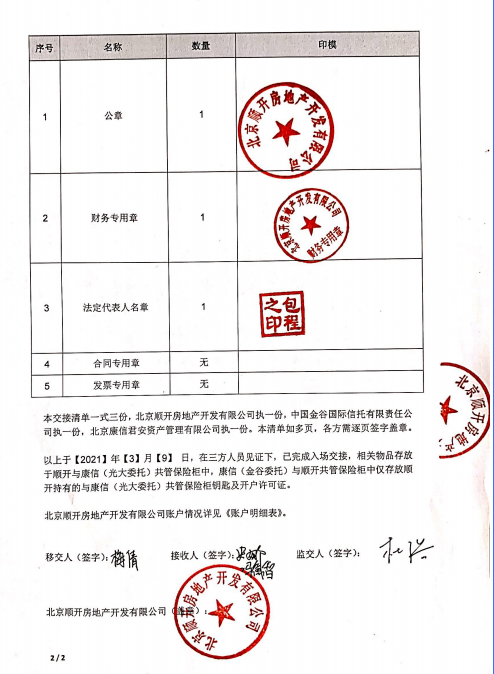 序号 名称 数量 印模
1 公章 1 北京顺开房地产开发有限公司
2 财务专用章 1 北京顺开房地产开发有限公司 财务专用章
3 法定代表人名章 1 包程之印
4 合同专用章 无
5 发票专用章 无
本交接清单一式三份，北京顺开房地产开发有限公司执一份，中国金谷国际信托有限责任公
司执一份，北京康信君安资产管理有限公司执一份。本清单如多页，各方需逐页签字盖章。
北京顺开房地产
以上于【2021】年【3】月【9】 日，在三方人员见证下，已完成入场交接，相关物品存放
于顺开与康信（光大委托）共管保险柜中，康信（金谷委托）与顺开共管保险柜中仅存放顺
开持有的与康信（光大委托）共管保险柜钥匙及开户许可证。
北京顺开房地产开发有限公司账户情况详见《账户明细表》。
移交人（签字）： 接收人（签字）： 监交人（签字）：
北京顺开房地产开发有限公司（盖章）：
北京顺开房地产开发有限公司
2 / 2